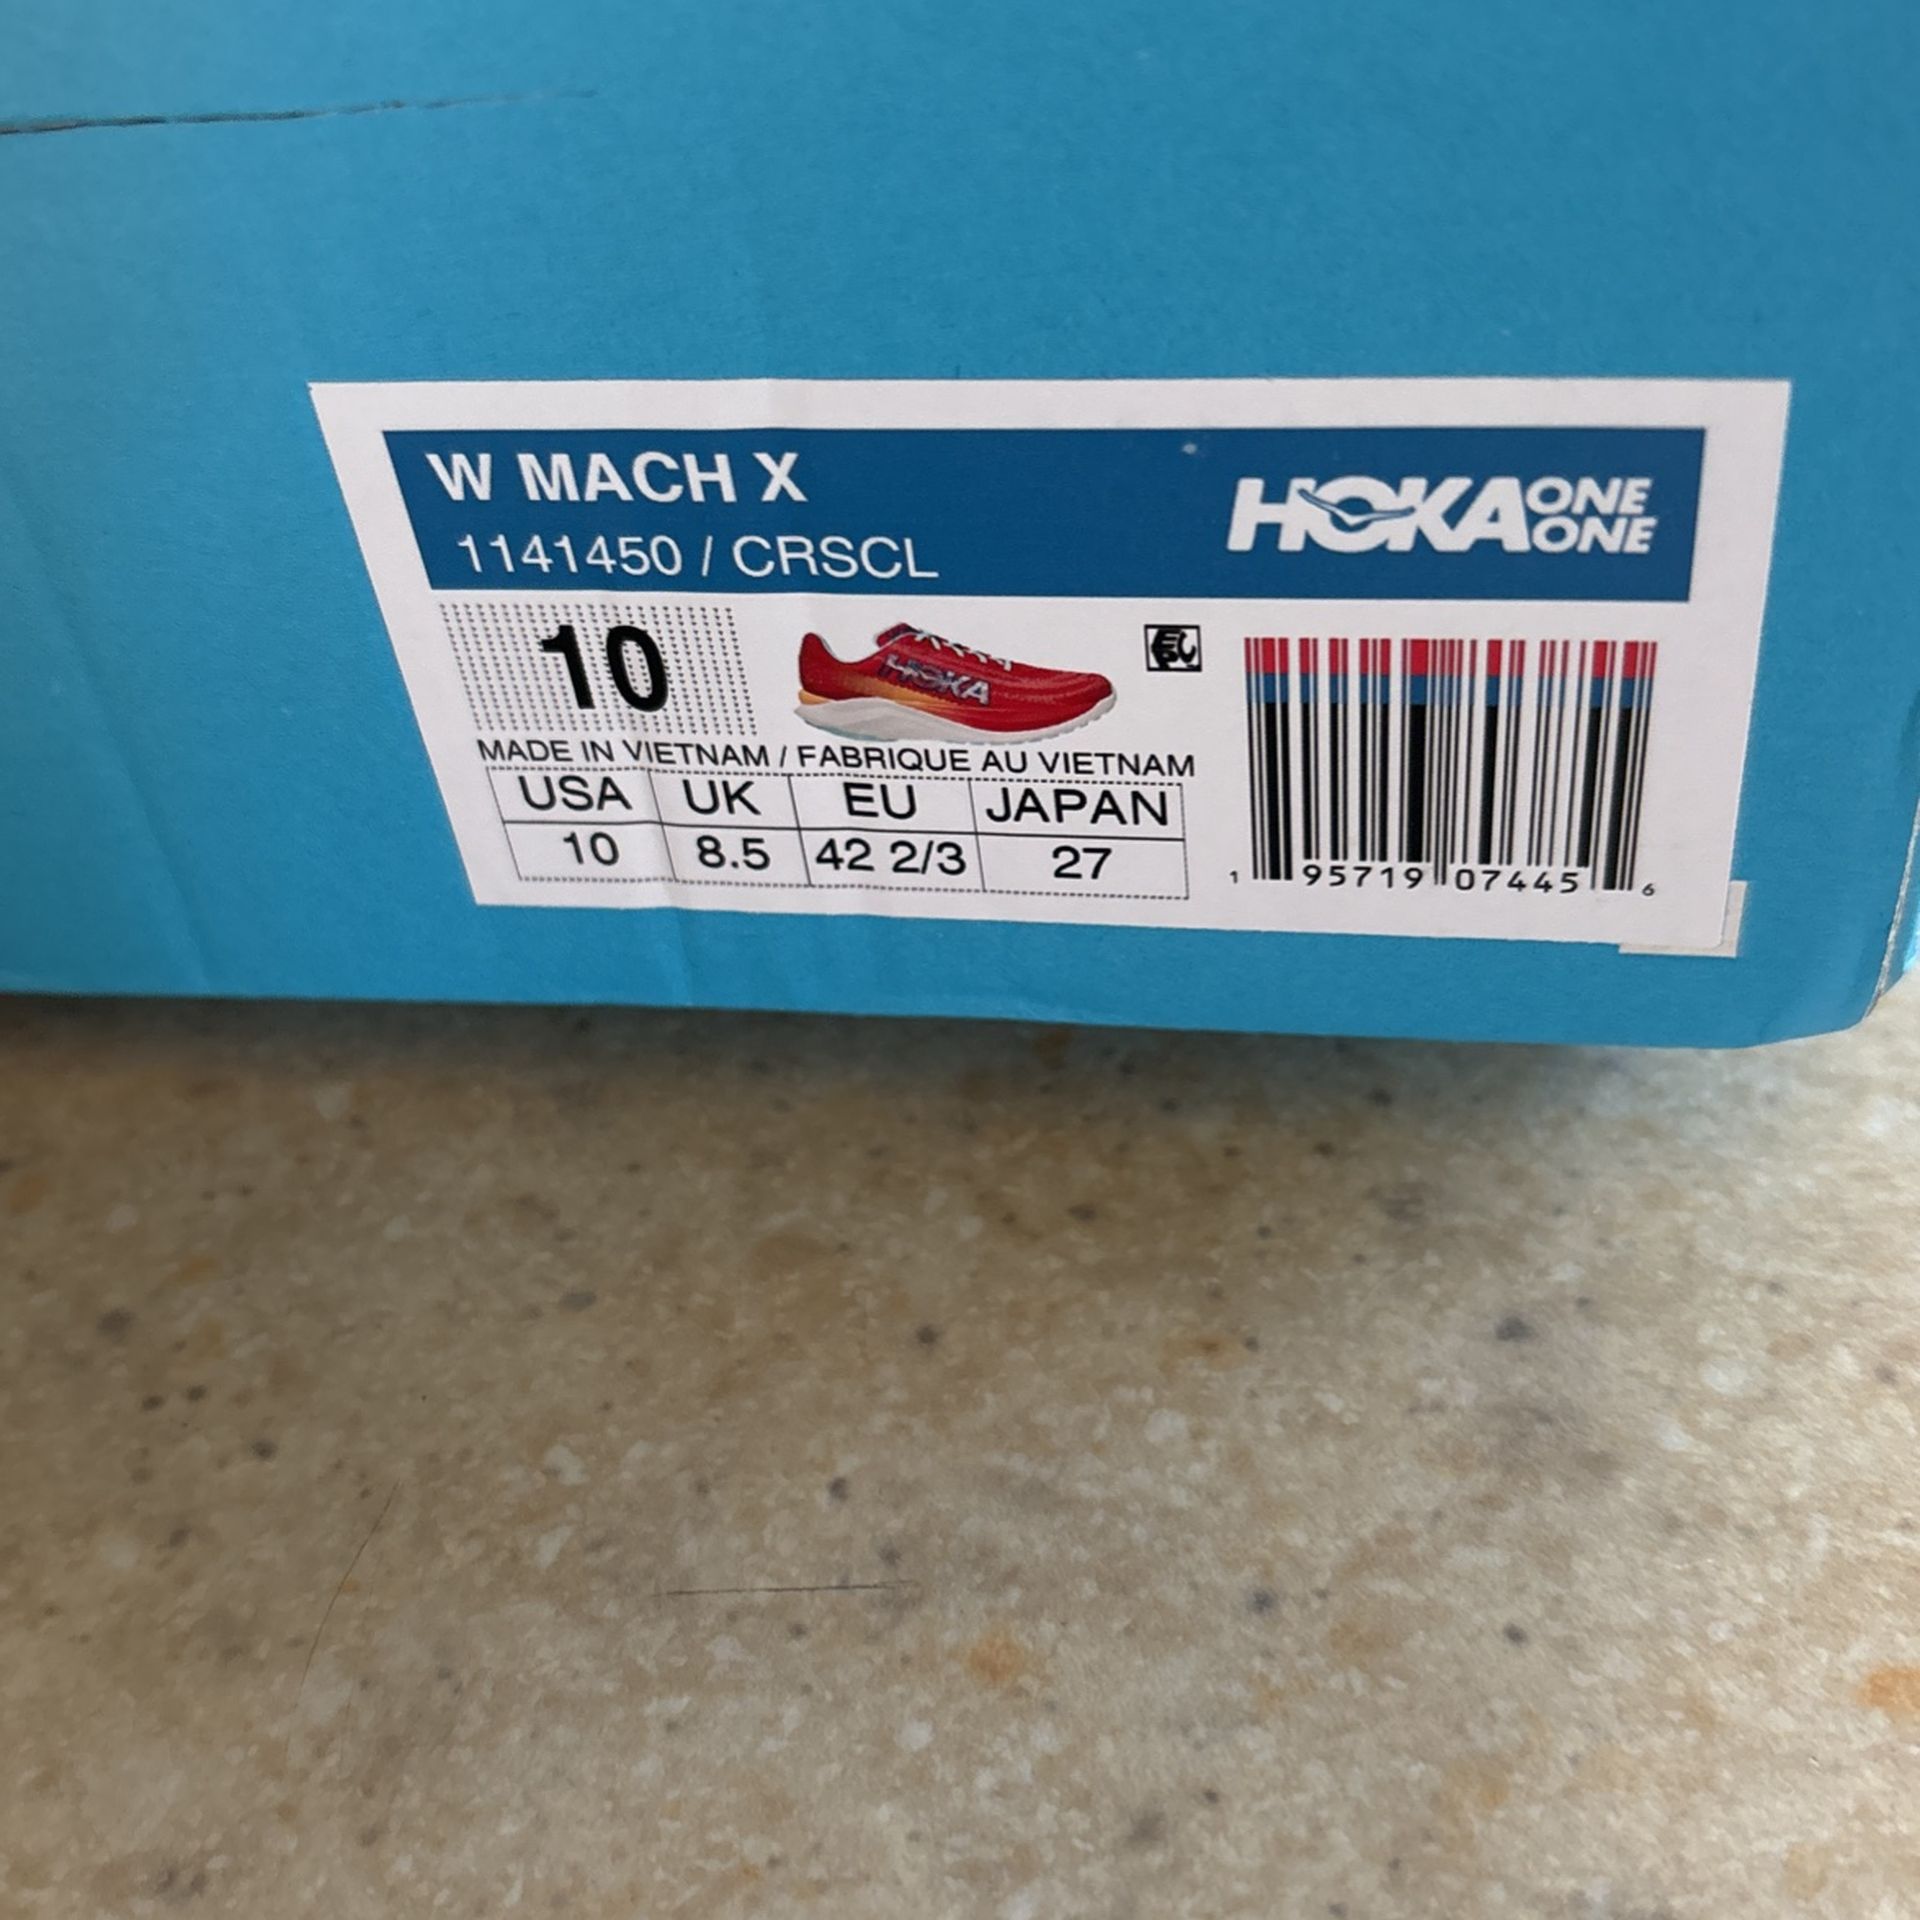 W MACH X
1141450 / CRSCL
HOKA ONE ONE
10
HOKA
MADE IN VIETNAM / FABRIQUE AU VIETNAM
USA UK EU JAPAN
10 8.5 42 2/3 27
1 95719 07445 6